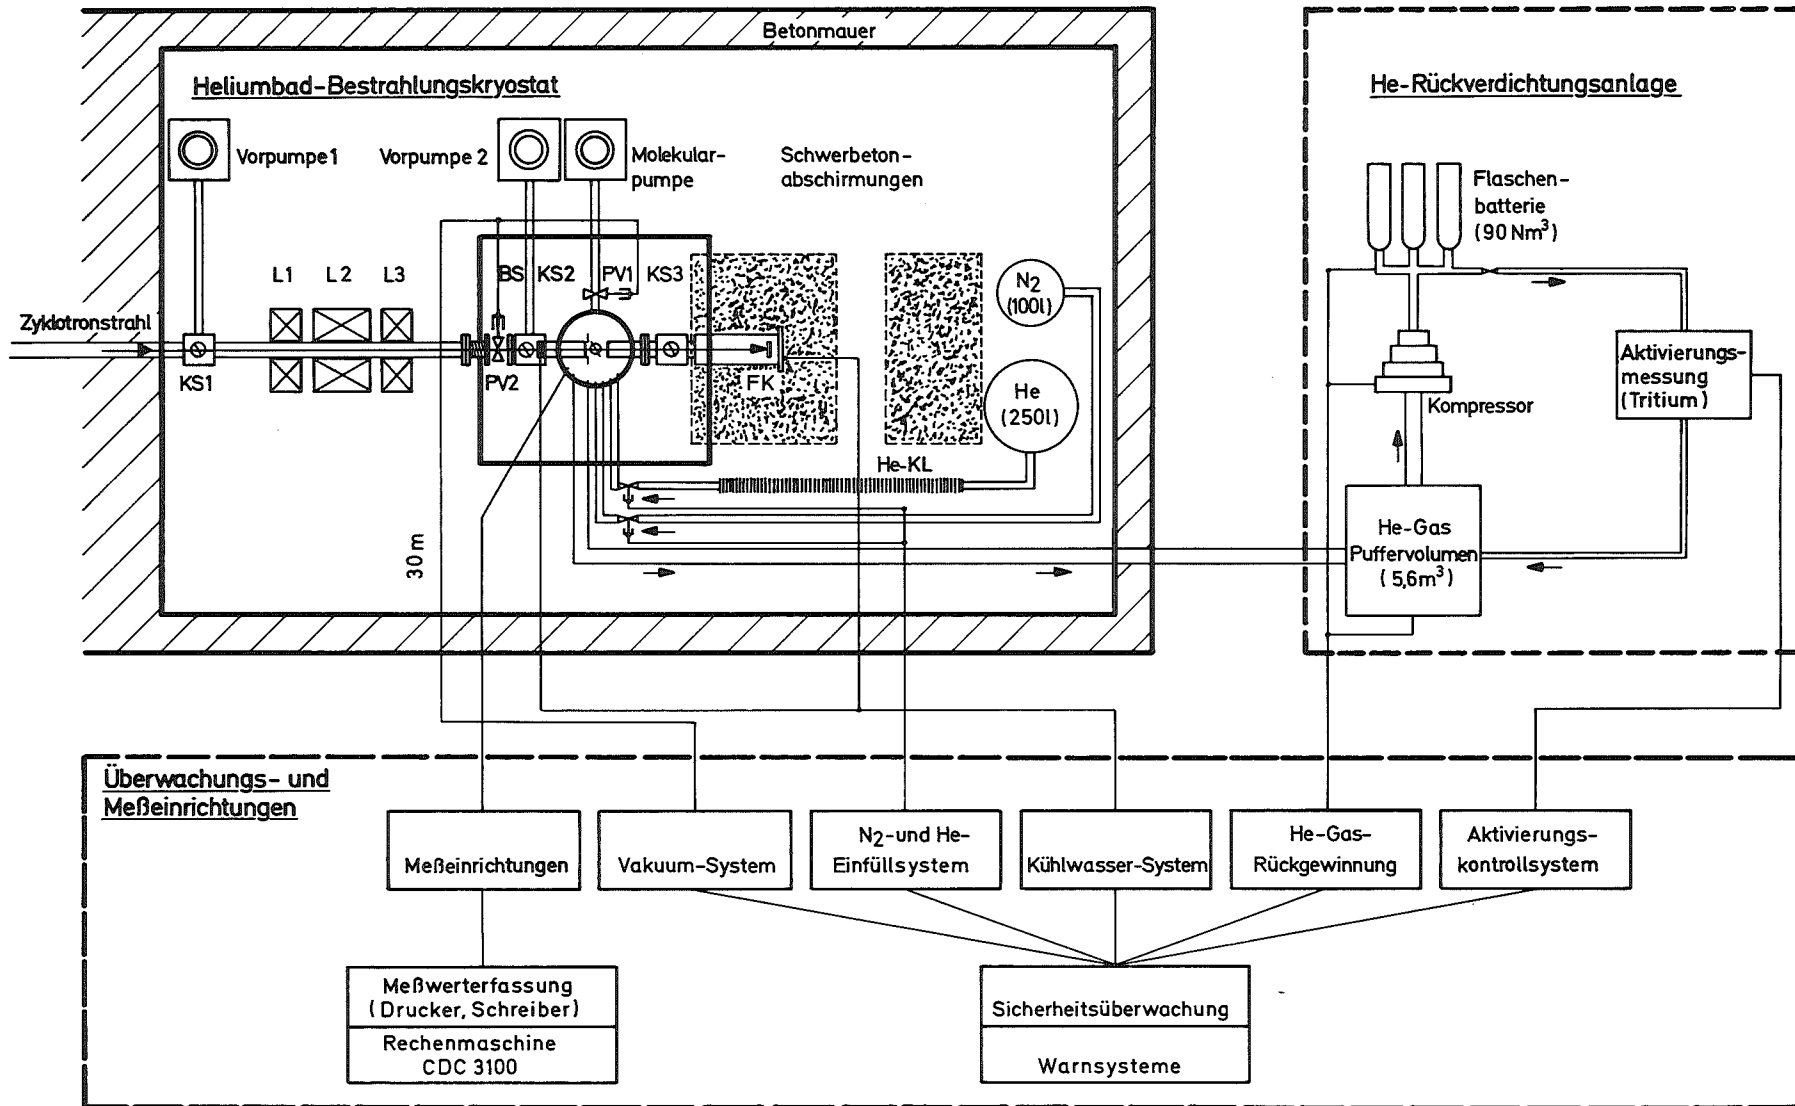 Betonmauer
Heliumbad-Bestrahlungskryostat
He-Rückverdichtungsanlage
Vorpumpe 1
Vorpumpe 2
Molekular-
pumpe
Schwerbeton-
abschirmungen
Flaschen-
batterie
(90 Nm³)
L1
L2
L3
BS
KS2
PV1
KS3
N2
(100l)
Zyklotronstrahl
KS1
PV2
FK
He
(250l)
Aktivierungs-
messung
(Tritium)
Kompressor
He-KL
30 m
He-Gas
Puffervolumen
(5,6m³)
Überwachungs- und
Meßeinrichtungen
Meßeinrichtungen
Vakuum-System
N2-und He-
Einfüllsystem
Kühlwasser-System
He-Gas-
Rückgewinnung
Aktivierungs-
kontrollsystem
Meßwerterfassung
(Drucker, Schreiber)
Rechenmaschine
CDC 3100
Sicherheitsüberwachung
Warnsysteme